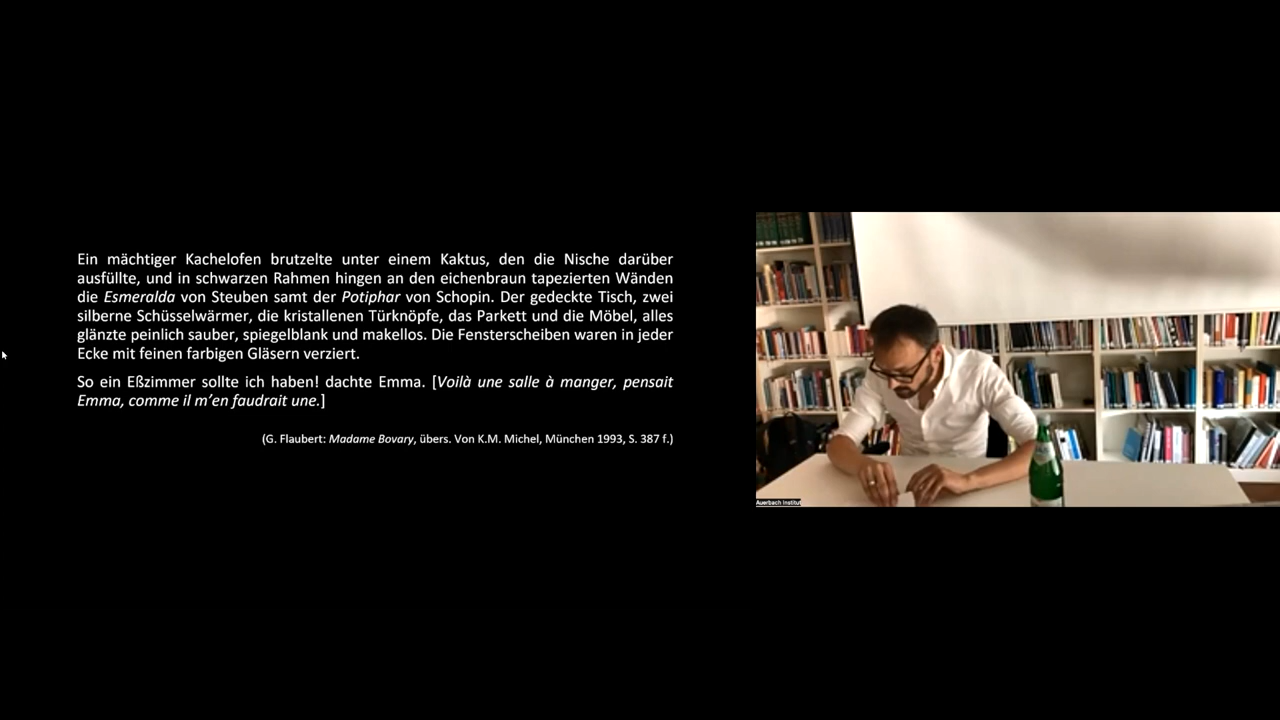 Ein mächtiger Kachelofen brutzelte unter einem Kaktus, den die Nische darüber
ausfüllte, und in schwarzen Rahmen hingen an den eichenbraun tapezierten Wänden
die Esmeralda von Steuben samt der Potiphar von Schopin. Der gedeckte Tisch, zwei
silberne Schüsselwärmer, die kristallenen Türknöpfe, das Parkett und die Möbel, alles
glänzte peinlich sauber, spiegelblank und makellos. Die Fensterscheiben waren in jeder
Ecke mit feinen farbigen Gläsern verziert.
So ein Eßzimmer sollte ich haben! dachte Emma. [Voilà une salle à manger, pensait
Emma, comme il m’en faudrait une.]
(G. Flaubert: Madame Bovary, übers. Von K.M. Michel, München 1993, S. 387 f.)
Auerbach Institut